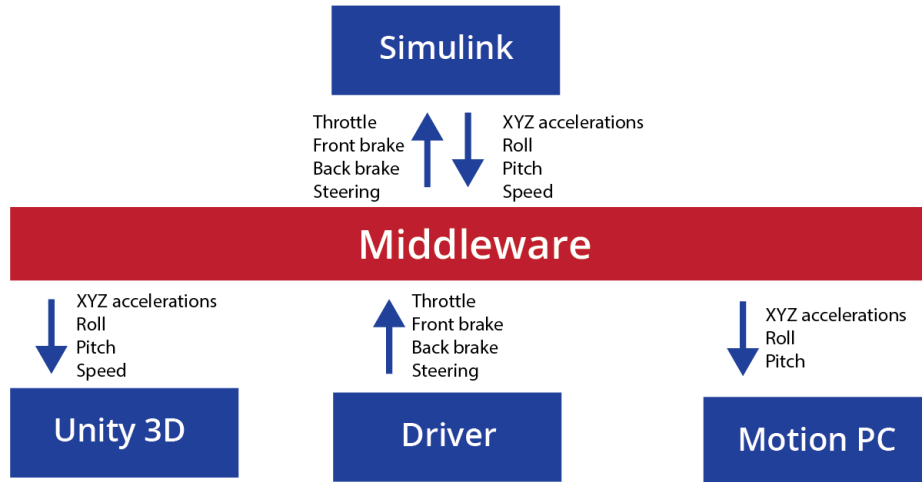 Simulink
Throttle
Front brake
Back brake
Steering
XYZ accelerations
Roll
Pitch
Speed
Middleware
XYZ accelerations
Roll
Pitch
Speed
Throttle
Front brake
Back brake
Steering
XYZ accelerations
Roll
Pitch
Unity 3D
Driver
Motion PC